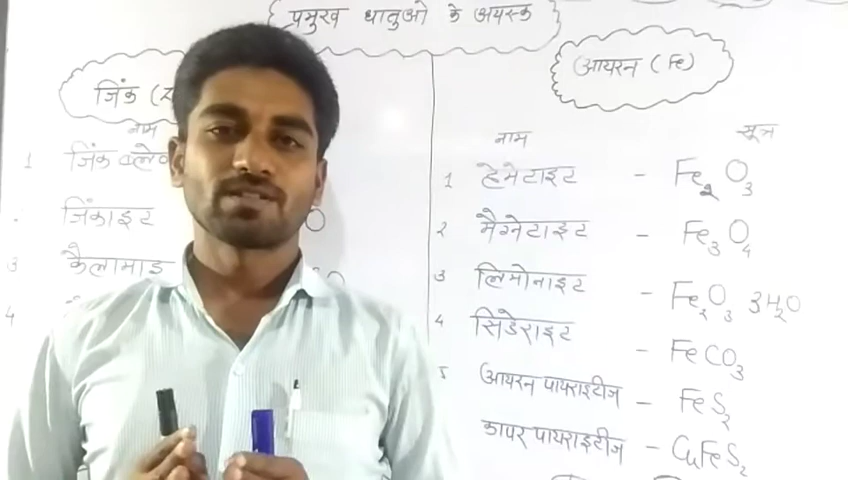 प्रमुख धातुओ के अयस्क
जिंक (Z
नाम
1 जिंक ब्ले
जिंकाइट O
3 कैलामाइ
4
आयरन (Fe)
नाम सूत्र
1 हेमेटाइट - Fe2O3
2 मैग्नेटाइट - Fe3O4
3 लिमोनाइट - Fe2O3 3H2O
4 सिडेराइट - FeCO3
5 आयरन पायराइटीज - FeS2
कापर पायराइटीज - CuFeS2